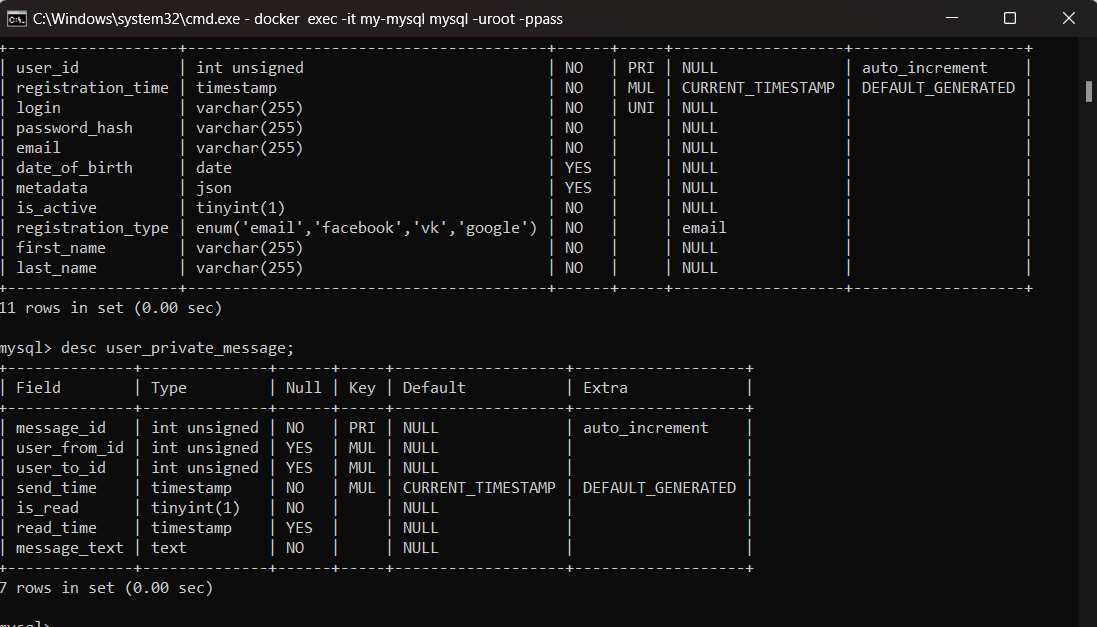 C:\Windows\system32\cmd.exe - docker  exec -it my-mysql mysql -uroot -ppass
+--------------------+----------------------------------------+------+-----+-------------------+-------------------+
| user_id           | int unsigned                           | NO   | PRI | NULL              | auto_increment    |
| registration_time | timestamp                              | NO   | MUL | CURRENT_TIMESTAMP | DEFAULT_GENERATED |
| login             | varchar(255)                           | NO   | UNI | NULL              |                   |
| password_hash     | varchar(255)                           | NO   |     | NULL              |                   |
| email             | varchar(255)                           | NO   |     | NULL              |                   |
| date_of_birth     | date                                   | YES  |     | NULL              |                   |
| metadata          | json                                   | YES  |     | NULL              |                   |
| is_active         | tinyint(1)                             | NO   |     | NULL              |                   |
| registration_type | enum('email','facebook','vk','google') | NO   |     | email             |                   |
| first_name        | varchar(255)                           | NO   |     | NULL              |                   |
| last_name         | varchar(255)                           | NO   |     | NULL              |                   |
+-------------------+----------------------------------------+------+-----+-------------------+-------------------+
11 rows in set (0.00 sec)
mysql> desc user_private_message;
+--------------+--------------+------+-----+-------------------+-------------------+
| Field        | Type         | Null | Key | Default           | Extra             |
+--------------+--------------+------+-----+-------------------+-------------------+
| message_id   | int unsigned | NO   | PRI | NULL              | auto_increment    |
| user_from_id | int unsigned | YES  | MUL | NULL              |                   |
| user_to_id   | int unsigned | YES  | MUL | NULL              |                   |
| send_time    | timestamp    | NO   | MUL | CURRENT_TIMESTAMP | DEFAULT_GENERATED |
| is_read      | tinyint(1)   | NO   |     | NULL              |                   |
| read_time    | timestamp    | YES  |     | NULL              |                   |
| message_text | text         | NO   |     | NULL              |                   |
+--------------+--------------+------+-----+-------------------+-------------------+
7 rows in set (0.00 sec)
mysql>